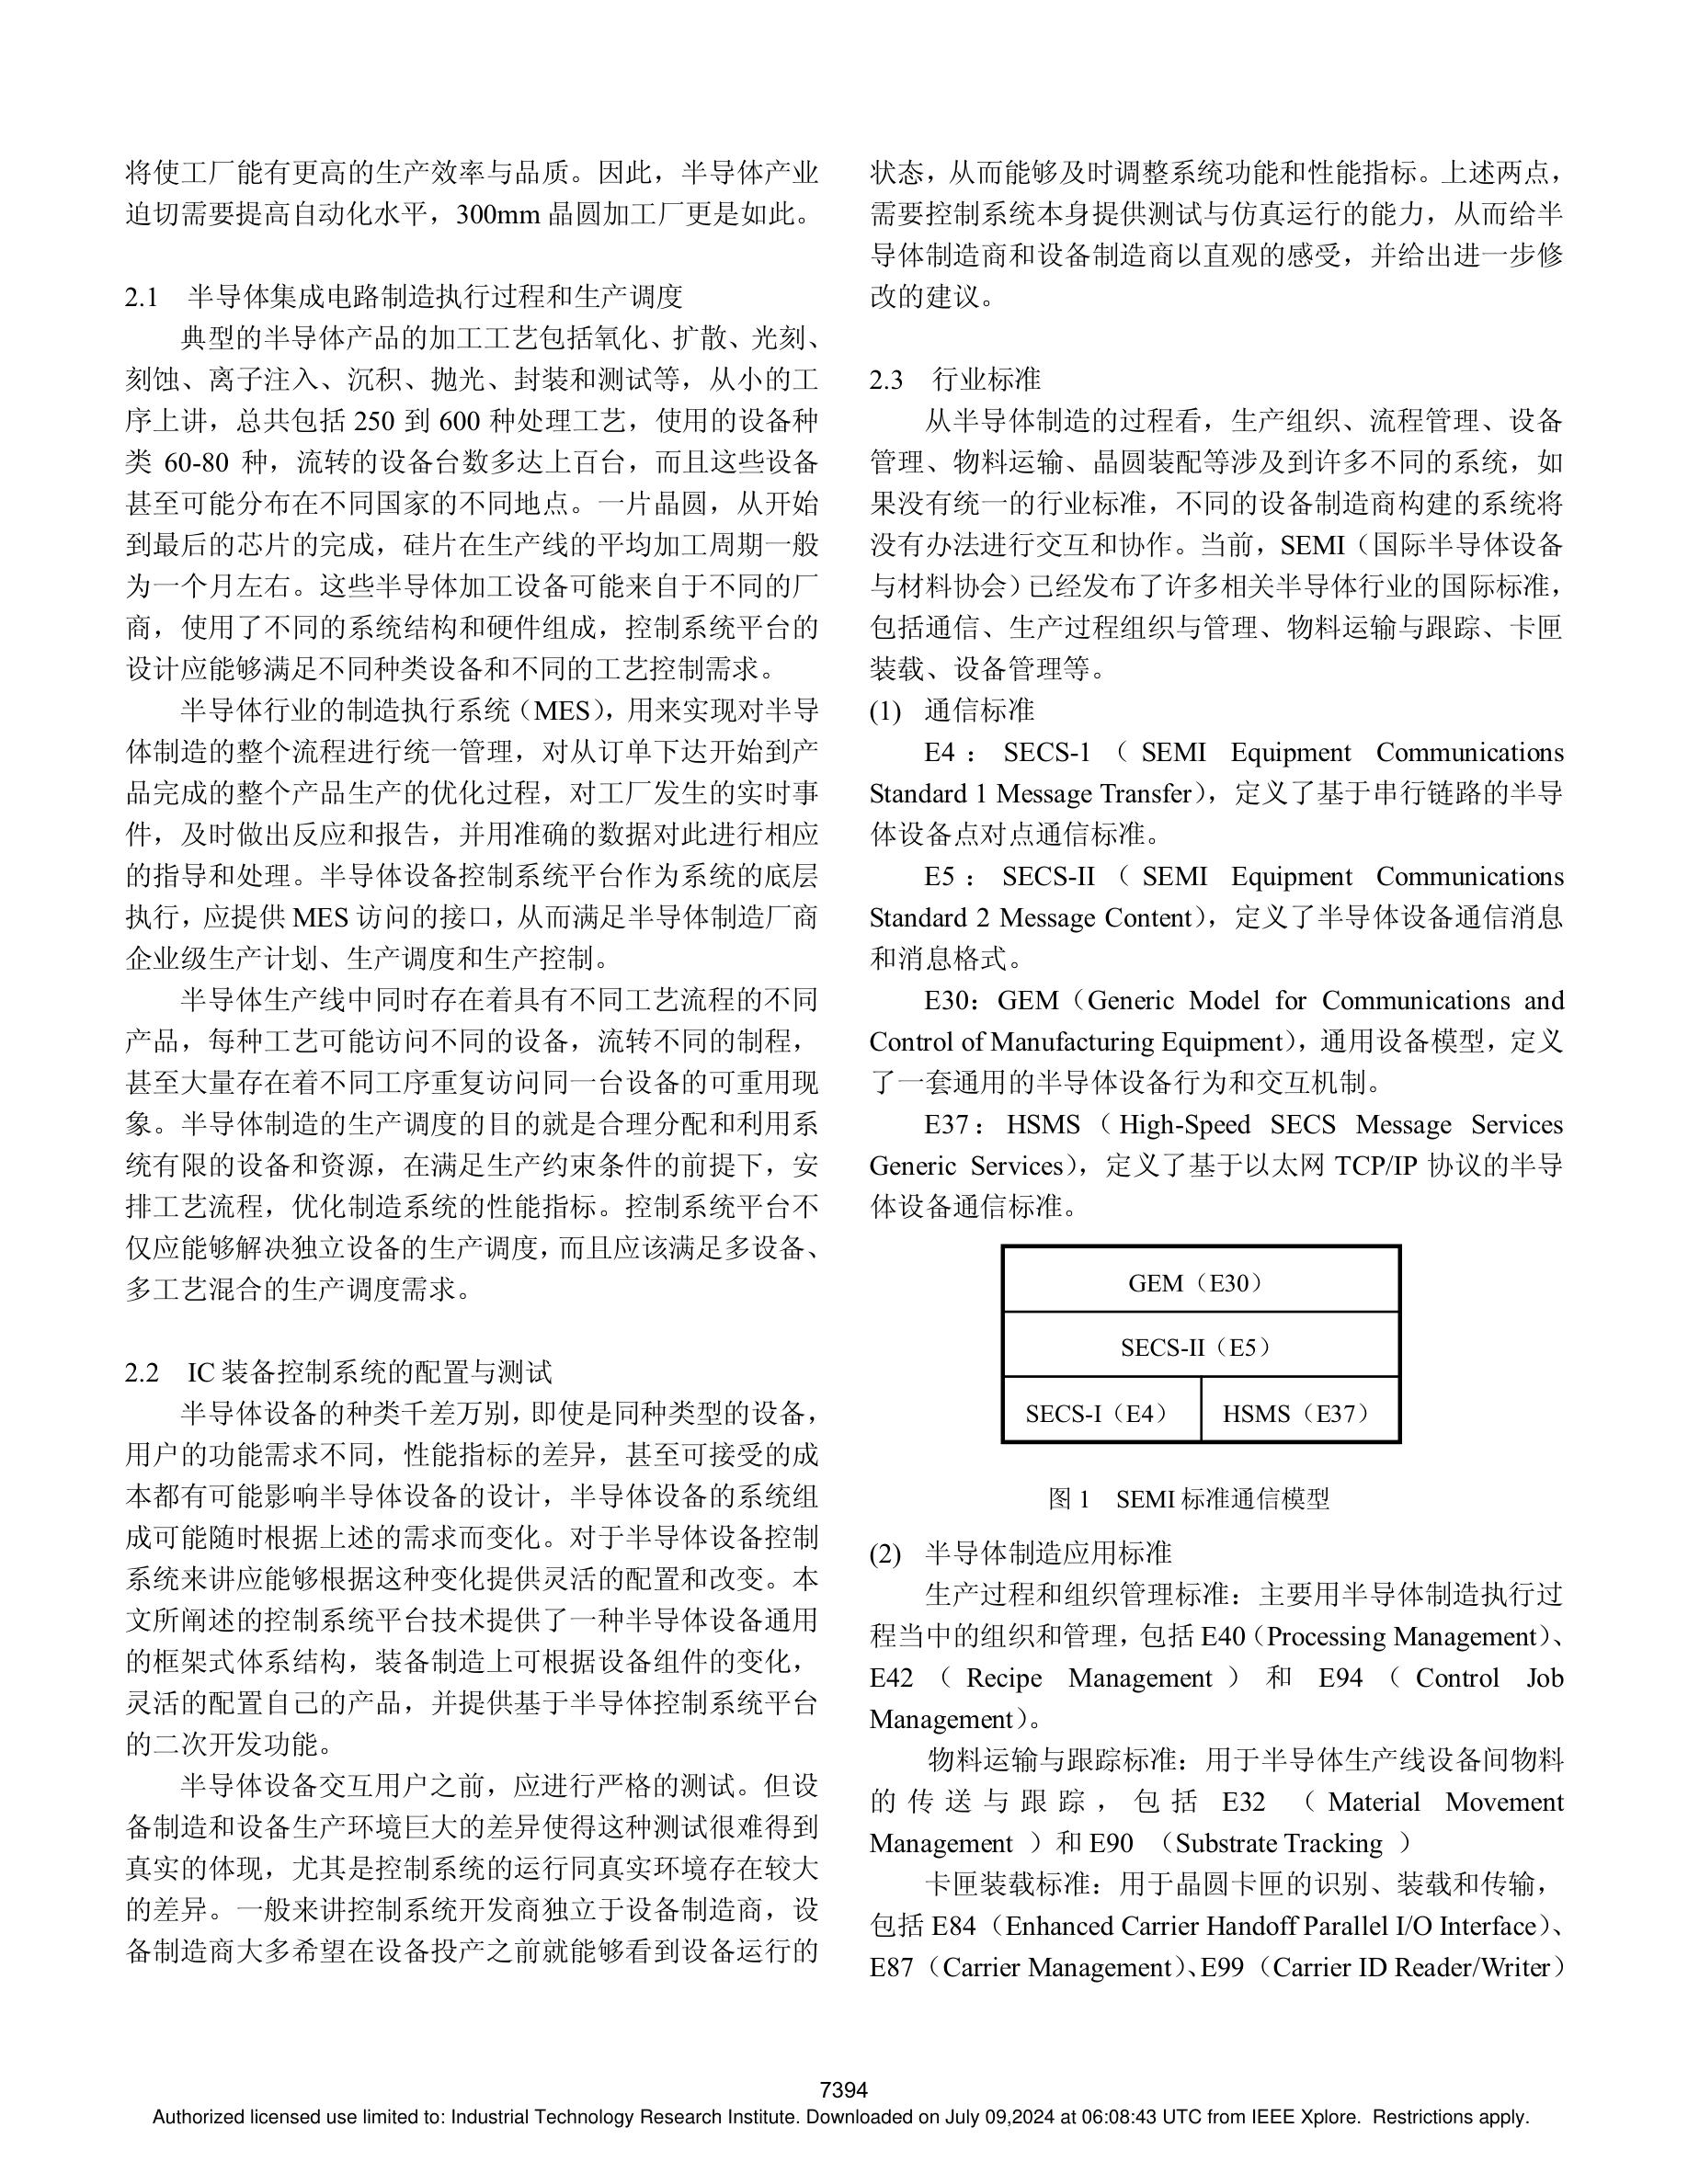 将使工厂能有更高的生产效率与品质。因此，半导体产业
迫切需要提高自动化水平，300mm 晶圆加工厂更是如此。
2.1 半导体集成电路制造执行过程和生产调度
典型的半导体产品的加工工艺包括氧化、扩散、光刻、
刻蚀、离子注入、沉积、抛光、封装和测试等，从小的工
序上讲，总共包括 250 到 600 种处理工艺，使用的设备种
类 60-80 种，流转的设备台数多达上百台，而且这些设备
甚至可能分布在不同国家的不同地点。一片晶圆，从开始
到最后的芯片的完成，硅片在生产线的平均加工周期一般
为一个月左右。这些半导体加工设备可能来自于不同的厂
商，使用了不同的系统结构和硬件组成，控制系统平台的
设计应能够满足不同种类设备和不同的工艺控制需求。
半导体行业的制造执行系统（MES），用来实现对半导
体制造的整个流程进行统一管理，对从订单下达开始到产
品完成的整个产品生产的优化过程，对工厂发生的实时事
件，及时做出反应和报告，并用准确的数据对此进行相应
的指导和处理。半导体设备控制系统平台作为系统的底层
执行，应提供 MES 访问的接口，从而满足半导体制造厂商
企业级生产计划、生产调度和生产控制。
半导体生产线中同时存在着具有不同工艺流程的不同
产品，每种工艺可能访问不同的设备，流转不同的制程，
甚至大量存在着不同工序重复访问同一台设备的可重用现
象。半导体制造的生产调度的目的就是合理分配和利用系
统有限的设备和资源，在满足生产约束条件的前提下，安
排工艺流程，优化制造系统的性能指标。控制系统平台不
仅应能够解决独立设备的生产调度，而且应该满足多设备、
多工艺混合的生产调度需求。
2.2 IC 装备控制系统的配置与测试
半导体设备的种类千差万别，即使是同种类型的设备，
用户的功能需求不同，性能指标的差异，甚至可接受的成
本都有可能影响半导体设备的设计，半导体设备的系统组
成可能随时根据上述的需求而变化。对于半导体设备控制
系统来讲应能够根据这种变化提供灵活的配置和改变。本
文所阐述的控制系统平台技术提供了一种半导体设备通用
的框架式体系结构，装备制造上可根据设备组件的变化，
灵活的配置自己的产品，并提供基于半导体控制系统平台
的二次开发功能。
半导体设备交互用户之前，应进行严格的测试。但设
备制造和设备生产环境巨大的差异使得这种测试很难得到
真实的体现，尤其是控制系统的运行同真实环境存在较大
的差异。一般来讲控制系统开发商独立于设备制造商，设
备制造商大多希望在设备投产之前就能够看到设备运行的
状态，从而能够及时调整系统功能和性能指标。上述两点，
需要控制系统本身提供测试与仿真运行的能力，从而给半
导体制造商和设备制造商以直观的感受，并给出进一步修
改的建议。
2.3 行业标准
从半导体制造的过程看，生产组织、流程管理、设备
管理、物料运输、晶圆装配等涉及到许多不同的系统，如
果没有统一的行业标准，不同的设备制造商构建的系统将
没有办法进行交互和协作。当前，SEMI（国际半导体设备
与材料协会）已经发布了许多相关半导体行业的国际标准，
包括通信、生产过程组织与管理、物料运输与跟踪、卡匣
装载、设备管理等。
(1) 通信标准
E4： SECS-1 （ SEMI Equipment Communications
Standard 1 Message Transfer），定义了基于串行链路的半导
体设备点对点通信标准。
E5： SECS-II （ SEMI Equipment Communications
Standard 2 Message Content），定义了半导体设备通信消息
和消息格式。
E30：GEM（Generic Model for Communications and
Control of Manufacturing Equipment），通用设备模型，定义
了一套通用的半导体设备行为和交互机制。
E37：HSMS（High-Speed SECS Message Services
Generic Services），定义了基于以太网 TCP/IP 协议的半导
体设备通信标准。
GEM（E30）
SECS-II（E5）
SECS-I（E4） HSMS（E37）
图 1 SEMI 标准通信模型
(2) 半导体制造应用标准
生产过程和组织管理标准：主要用半导体制造执行过
程当中的组织和管理，包括 E40（Processing Management）、
E42 （ Recipe Management ） 和 E94 （ Control Job
Management）。
物料运输与跟踪标准：用于半导体生产线设备间物料
的传送与跟踪，包括 E32 （ Material Movement
Management ）和 E90 （Substrate Tracking ）
卡匣装载标准：用于晶圆卡匣的识别、装载和传输，
包括 E84（Enhanced Carrier Handoff Parallel I/O Interface）、
E87（Carrier Management）、E99（Carrier ID Reader/Writer）
7394
Authorized licensed use limited to: Industrial Technology Research Institute. Downloaded on July 09,2024 at 06:08:43 UTC from IEEE Xplore. Restrictions apply.